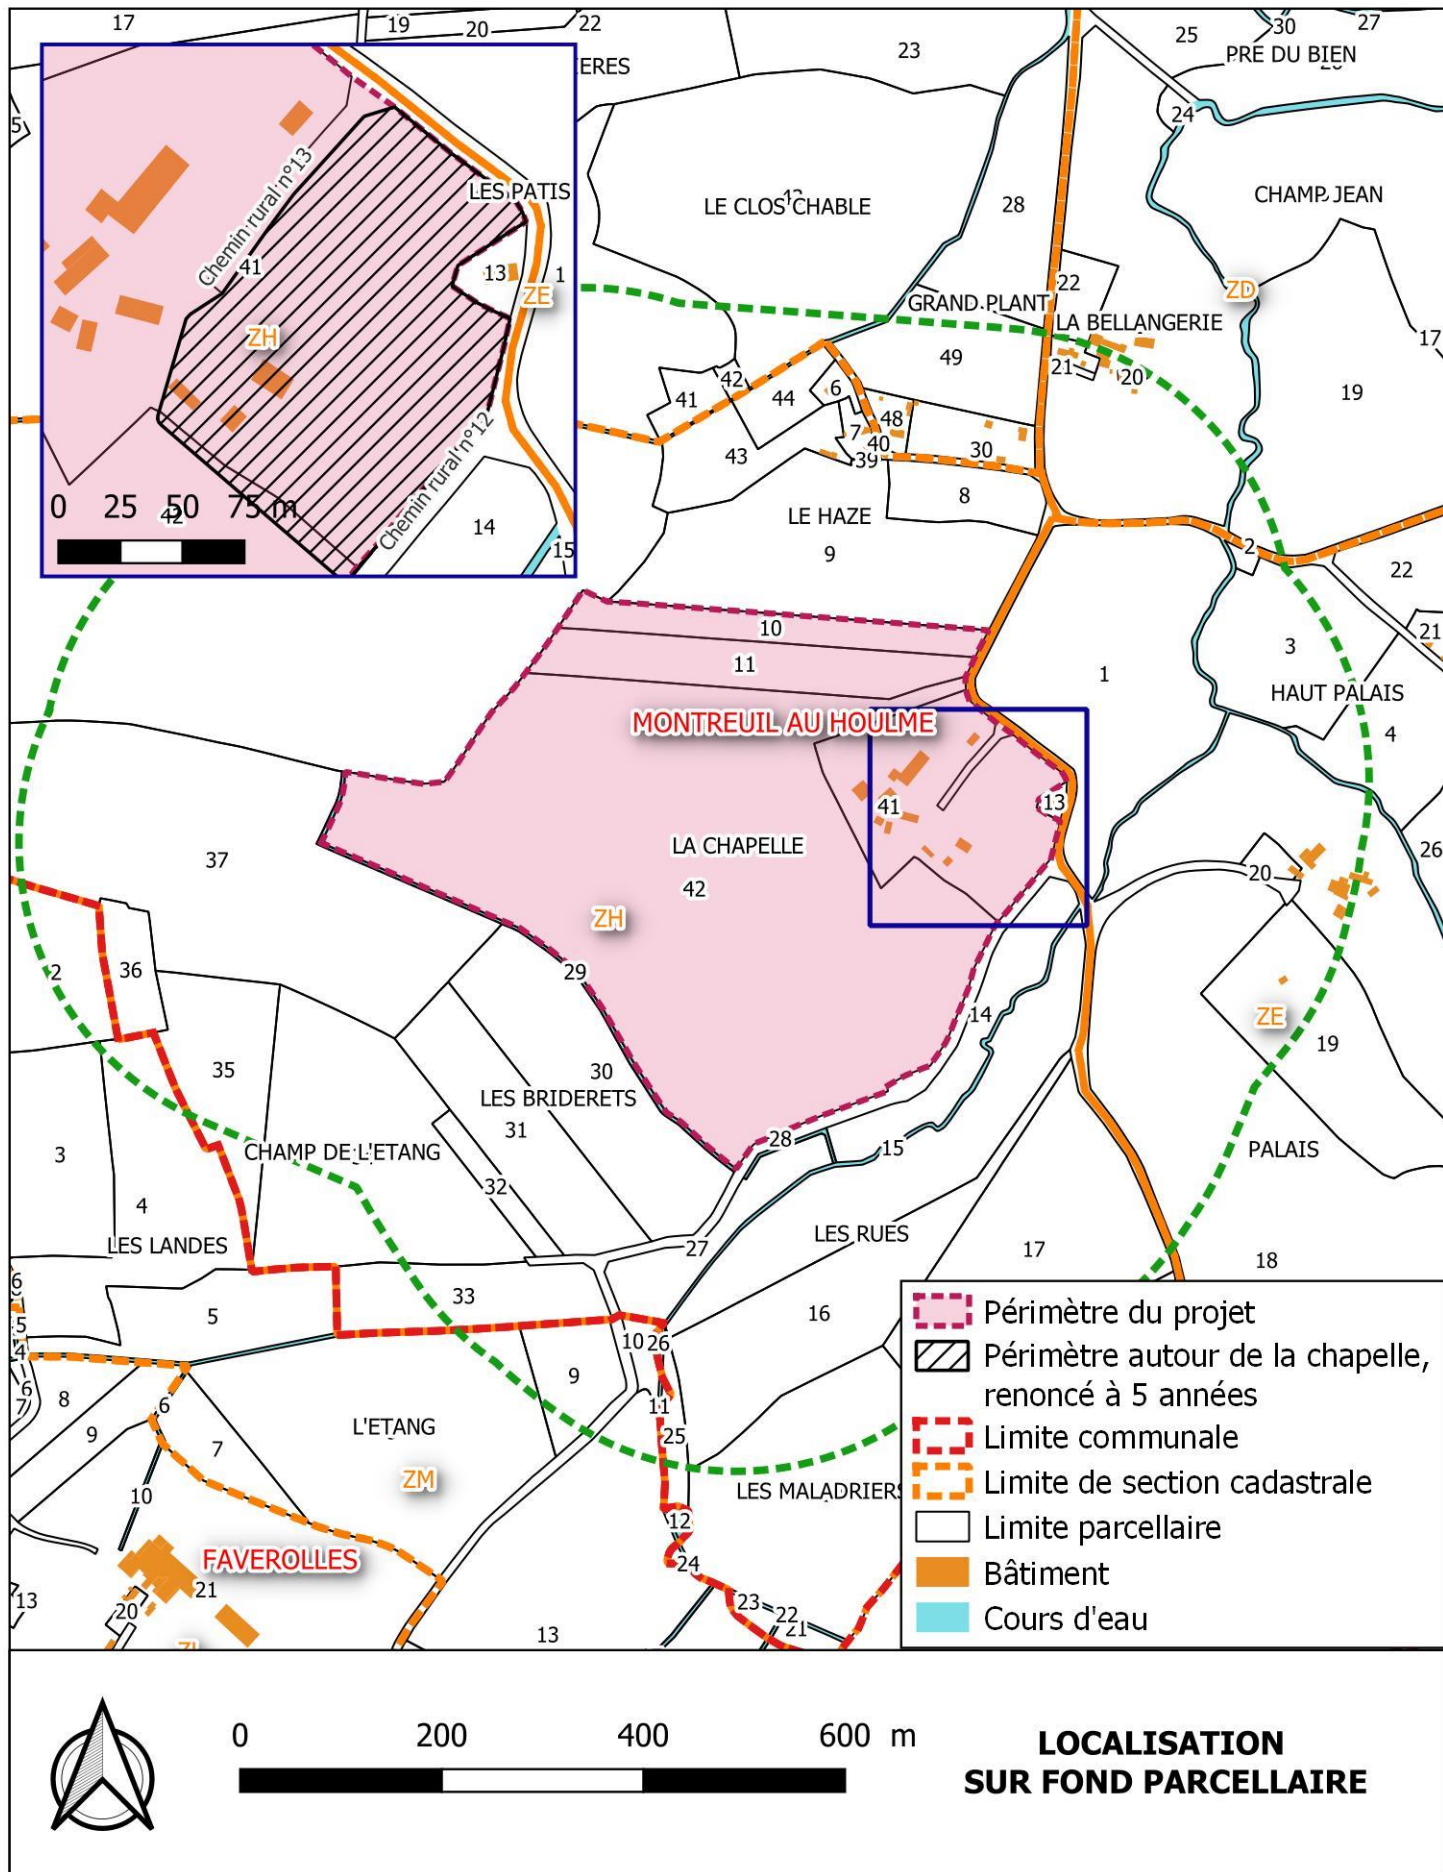 17
19
20
22
23
25
30
27
PRE DU BIEN
ERES
5
24
LES PATIS
Chemin rural n°13
41
13
1
ZE
ZH
Chemin rural n°12
0 25 50 75 m
42
14
15
LE CLOS CHABLE
28
CHAMP JEAN
22
ZD
GRAND PLANT
LA BELLANGERIE
17
49
21
20
19
42
41
44
6
48
7
40
43
39
30
8
LE HAZE
9
2
22
21
10
3
11
1
HAUT PALAIS
MONTREUIL AU HOULME
4
41
13
LA CHAPELLE
37
42
26
20
ZH
2
36
29
14
ZE
19
35
30
LES BRIDERETS
31
28
15
CHAMP DE L'ETANG
PALAIS
3
32
4
LES RUES
LES LANDES
27
17
18
6
33
5
5
16
4
10
26
9
6
8
7
6
11
9
7
L'ETANG
25
ZM
10
LES MALADRIERS
12
FAVEROLLES
24
21
13
20
23
22
21
13
Périmètre du projet
Périmètre autour de la chapelle,
renoncé à 5 années
Limite communale
Limite de section cadastrale
Limite parcellaire
Bâtiment
Cours d'eau
0 200 400 600 m
LOCALISATION
SUR FOND PARCELLAIRE